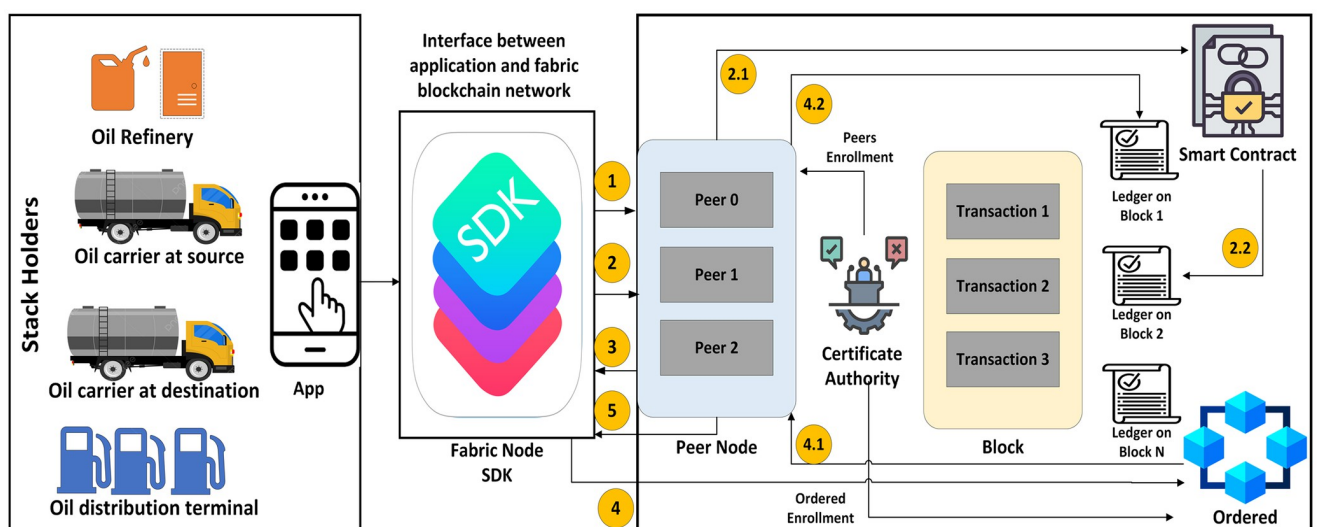 Stack Holders
Oil Refinery
Oil carrier at source
Oil carrier at destination
Oil distribution terminal
App
Interface between
application and fabric
blockchain network
SDK
Fabric Node
SDK
1
2
3
5
4
2.1
4.2
Peer 0
Peer 1
Peer 2
Peer Node
4.1
Peers
Enrollment
Certificate
Authority
Ordered
Enrollment
Transaction 1
Transaction 2
Transaction 3
Block
Ledger on
Block 1
Ledger on
Block 2
Ledger on
Block N
Smart Contract
2.2
Ordered